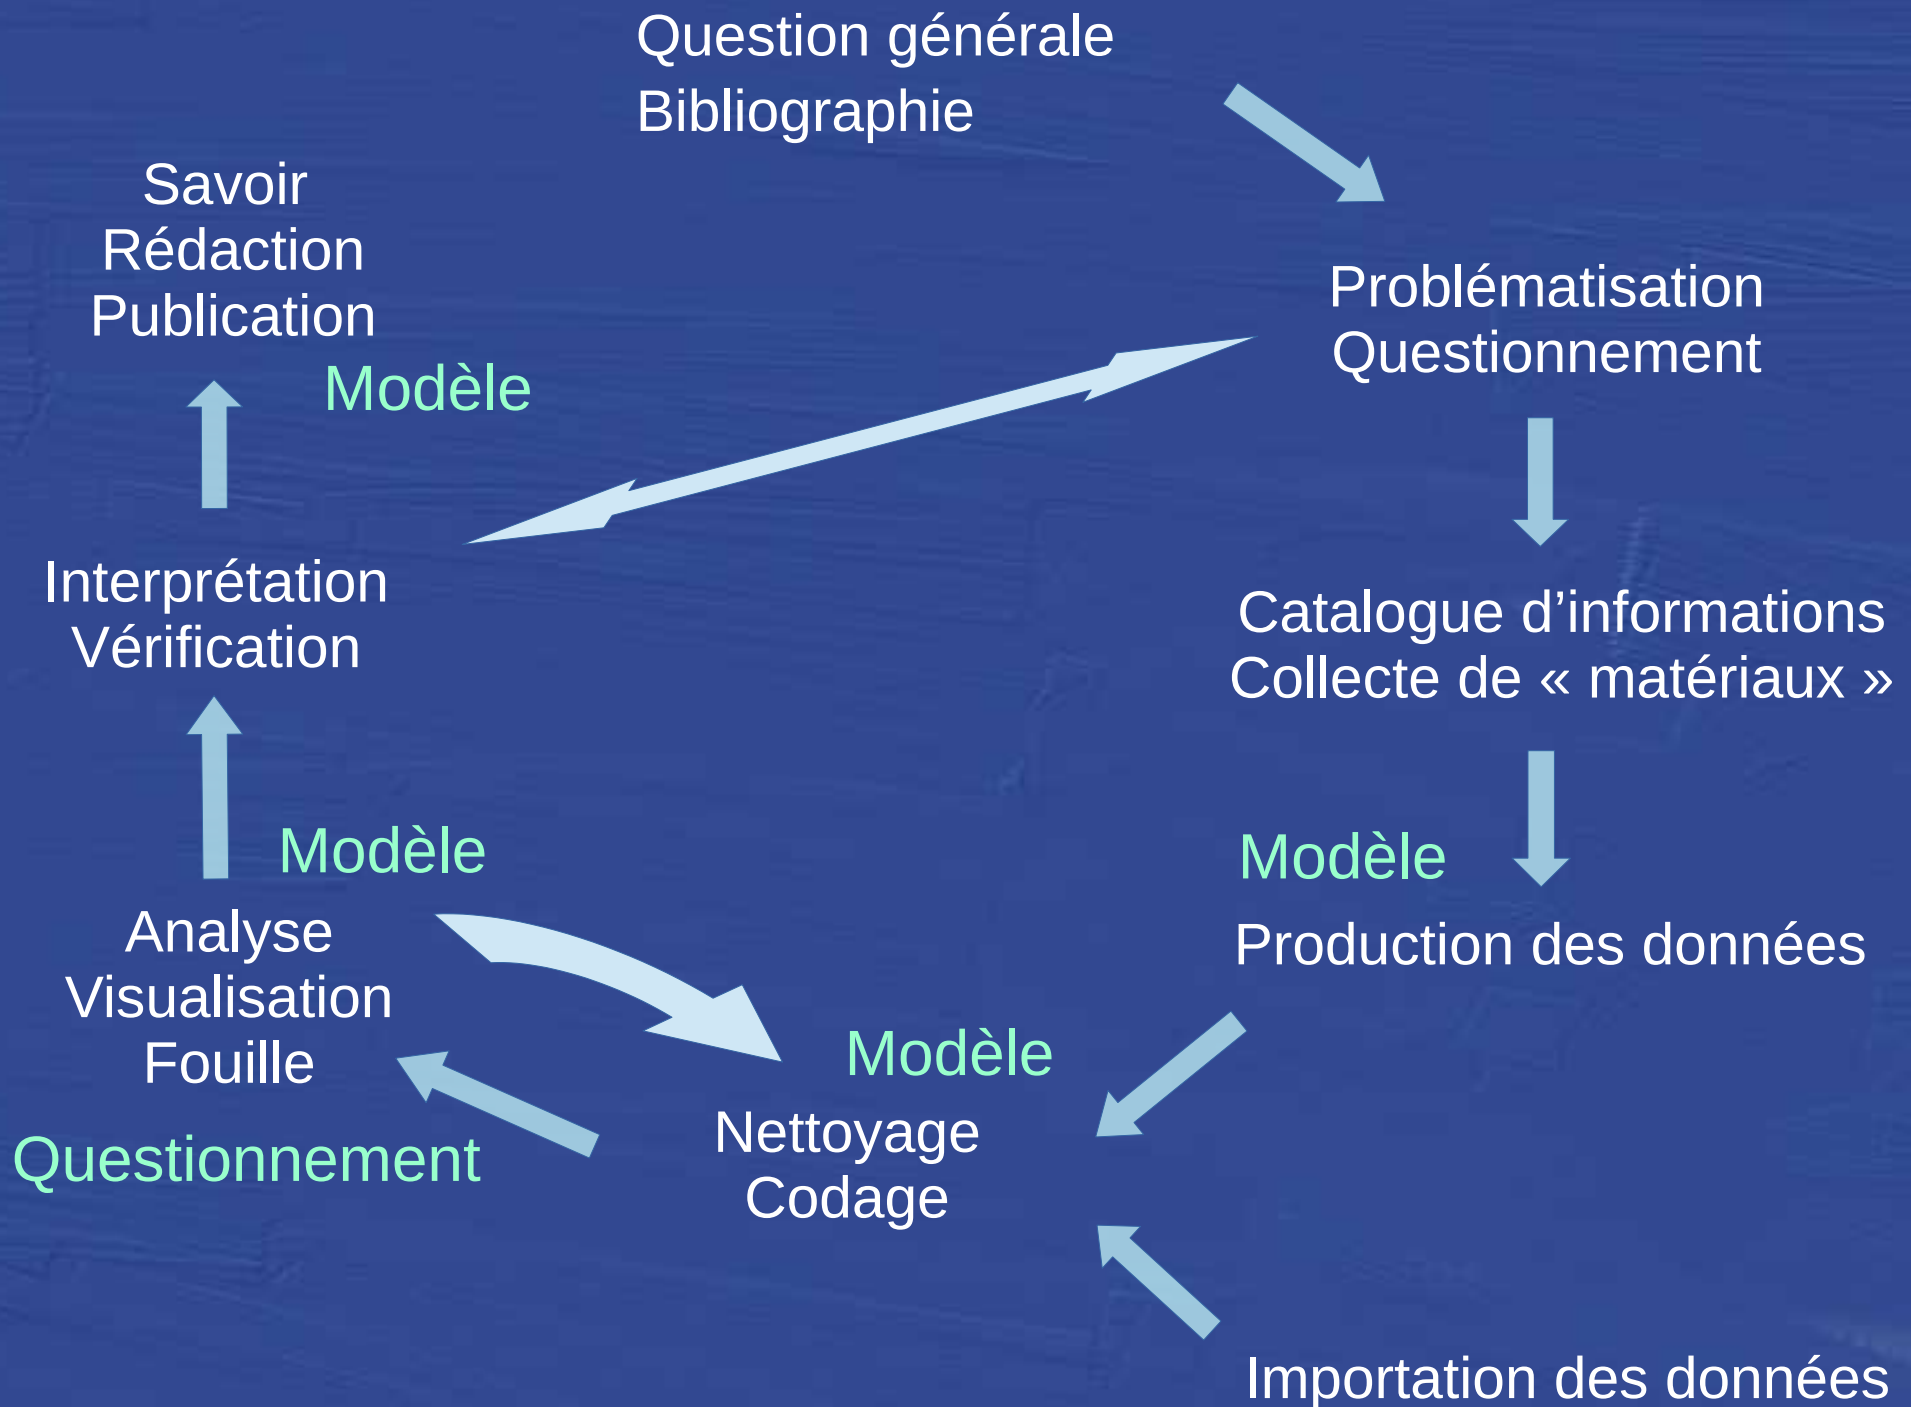 Question générale
Bibliographie
Savoir
Rédaction
Publication
Modèle
Problématisation
Questionnement
Interprétation
Vérification
Catalogue d’informations
Collecte de « matériaux »
Modèle
Modèle
Analyse
Visualisation
Fouille
Production des données
Modèle
Nettoyage
Codage
Questionnement
Importation des données